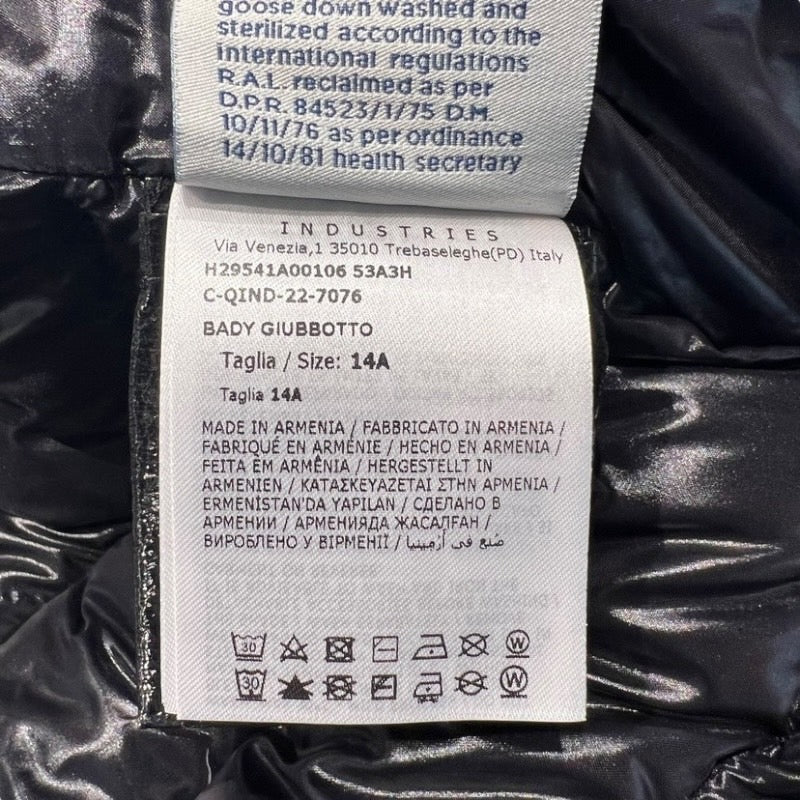 goose down washed and
sterilized according to the
international regulations
R.A.L. reclaimed as per
D.P.R. 84523/1/75 D.M.
10/11/76 as per ordinance
14/10/81 health secretary
INDUSTRIES
Via Venezia,1 35010 Trebaseleghe(PD) Italy
H29541A00106 53A3H
C-QIND-22-7076
BADY GIUBBOTTO
Taglia / Size: 14A
Taglia 14A
MADE IN ARMENIA / FABBRICATO IN ARMENIA /
FABRIQUÉ EN ARMÉNIE / HECHO EN ARMENIA /
FEITA EM ARMÊNIA / HERGESTELLT IN
ARMENIEN / ΚΑΤΑΣΚΕΥΑΖΕΤΑΙ ΣΤΗΝ ΑΡΜΕΝΙΑ /
ERMENİSTAN'DA YAPILAN / СДЕЛАНО В
АРМЕНИИ / АРМЕНИЯДА ЖАСАЛҒАН /
ВИРОБЛЕНО У ВІРМЕНІЇ / صُنِع فى أرمينيا
30 W
30 W